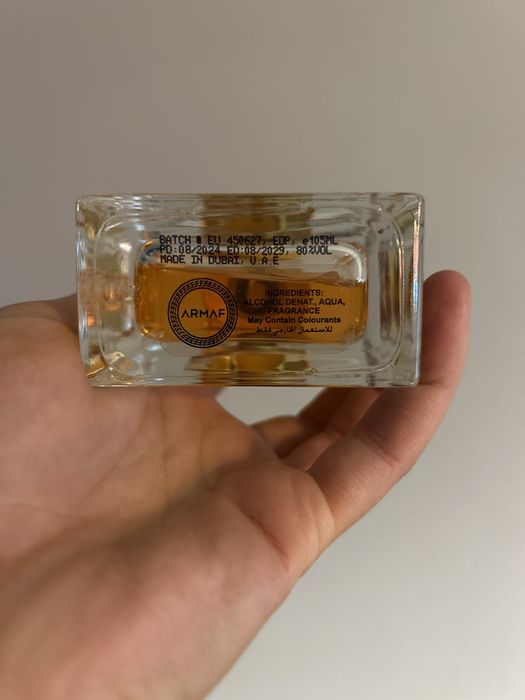 BATCH # EU 450627, EDP, e105ML
PD:08/2024 ED:08/2029, 80%VOL
MADE IN DUBAI, U.A.E
ARMAF
INGREDIENTS:
ALCOHOL DENAT., AQUA,
FRAGRANCE
May Contain Colourants
للاستعمال الخارجي فقط